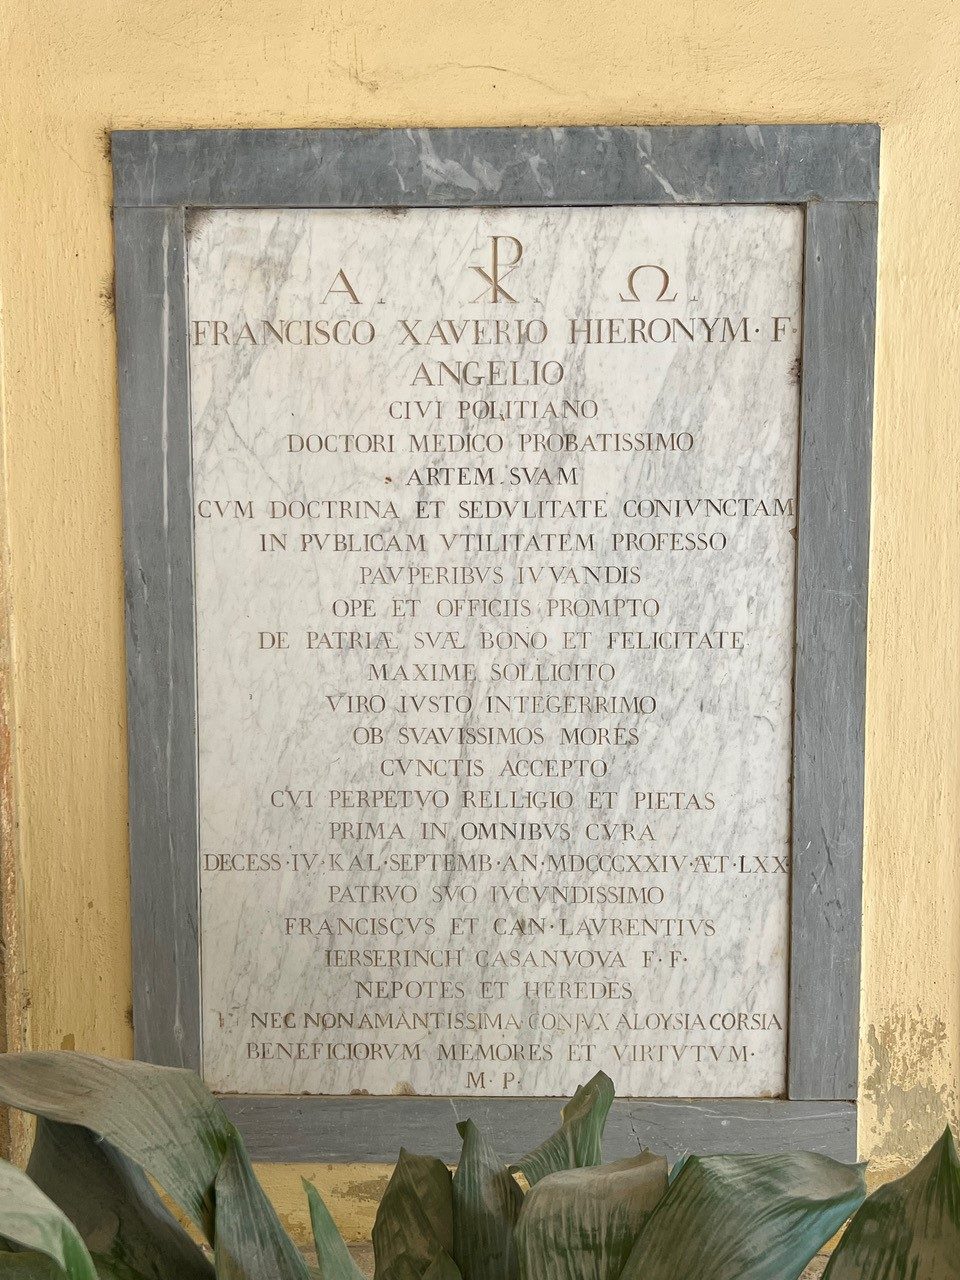 A . ☧ . Ω .
FRANCISCO XAVERIO HIERONYM· F·
ANGELIO
CIVI POLITIANO
DOCTORI MEDICO PROBATISSIMO
ARTEM SVAM
CVM DOCTRINA ET SEDVLITATE CONIVNCTAM
IN PVBLICAM VTILITATEM PROFESSO
PAVPERIBVS IVVANDIS
OPE ET OFFICIIS PROMPTO
DE PATRIÆ SVÆ BONO ET FELICITATE
MAXIME SOLLICITO
VIRO IVSTO INTEGERRIMO
OB SVAVISSIMOS MORES
CVNCTIS ACCEPTO
CVI PERPETVO RELLIGIO ET PIETAS
PRIMA IN OMNIBVS CVRA
DECESS·IV·KAL·SEPTEMB·AN·MDCCCXXIV·ÆT·LXX
PATRVO SVO IVCVNDISSIMO
FRANCISCVS ET CAN·LAVRENTIVS
IERSERINCH CASANVOVA F·F·
NEPOTES ET HEREDES
NEC NON AMANTISSIMA CONJVX ALOYSIA CORSIA
BENEFICIORVM MEMORES ET VIRTVTVM·
M·P·